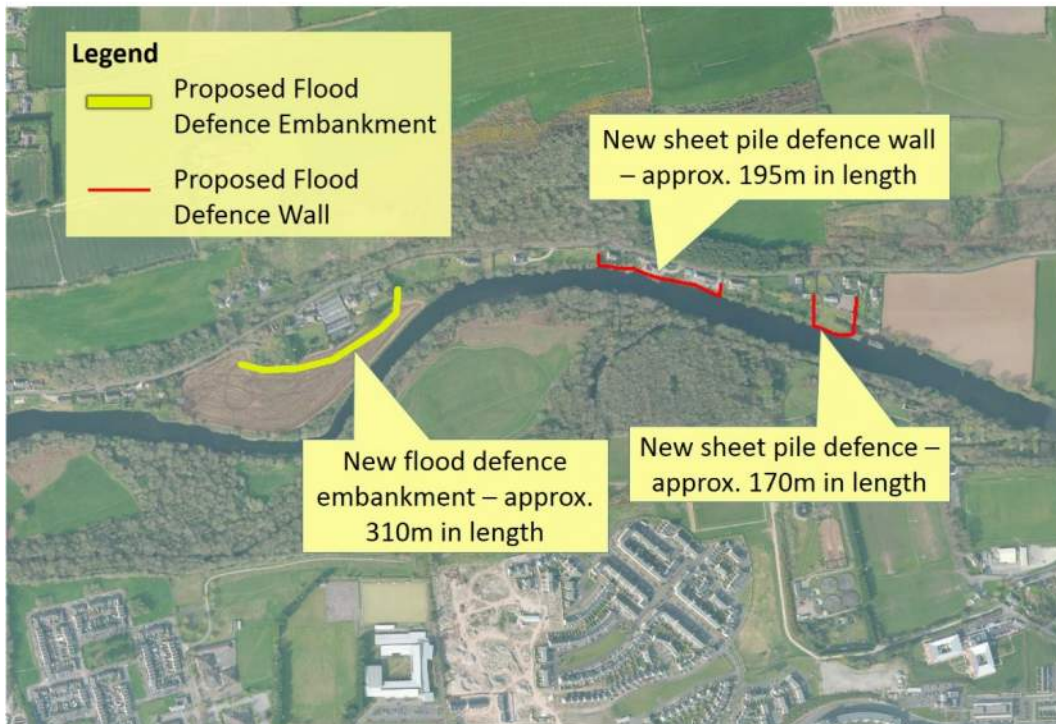 Legend
Proposed Flood
Defence Embankment
Proposed Flood
Defence Wall
New sheet pile defence wall
– approx. 195m in length
New flood defence
embankment – approx.
310m in length
New sheet pile defence –
approx. 170m in length